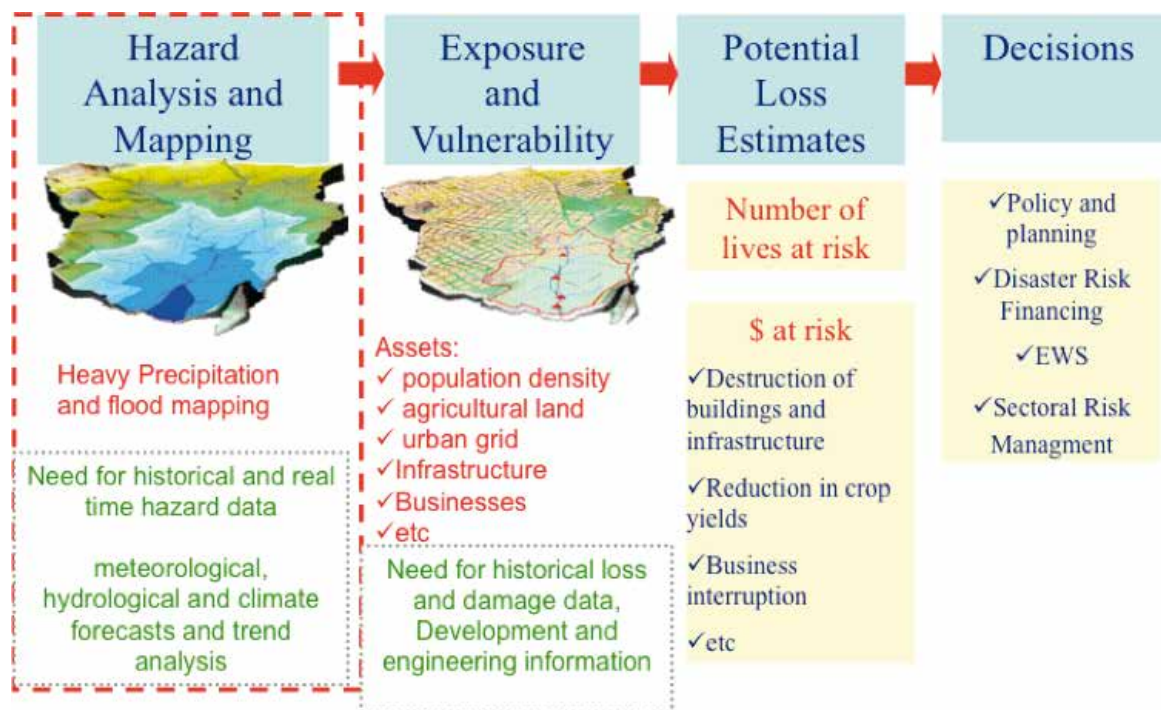 Hazard
Analysis and
Mapping
Heavy Precipitation
and flood mapping
Need for historical and real
time hazard data
meteorological,
hydrological and climate
forecasts and trend
analysis
Exposure
and
Vulnerability
Assets:
✓ population density
✓ agricultural land
✓ urban grid
✓Infrastructure
✓Businesses
✓etc
Need for historical loss
and damage data,
Development and
engineering information
Potential
Loss
Estimates
Number of
lives at risk
$ at risk
✓Destruction of
buildings and
infrastructure
✓Reduction in crop
yields
✓Business
interruption
✓etc
Decisions
✓Policy and
planning
✓Disaster Risk
Financing
✓EWS
✓Sectoral Risk
Managment